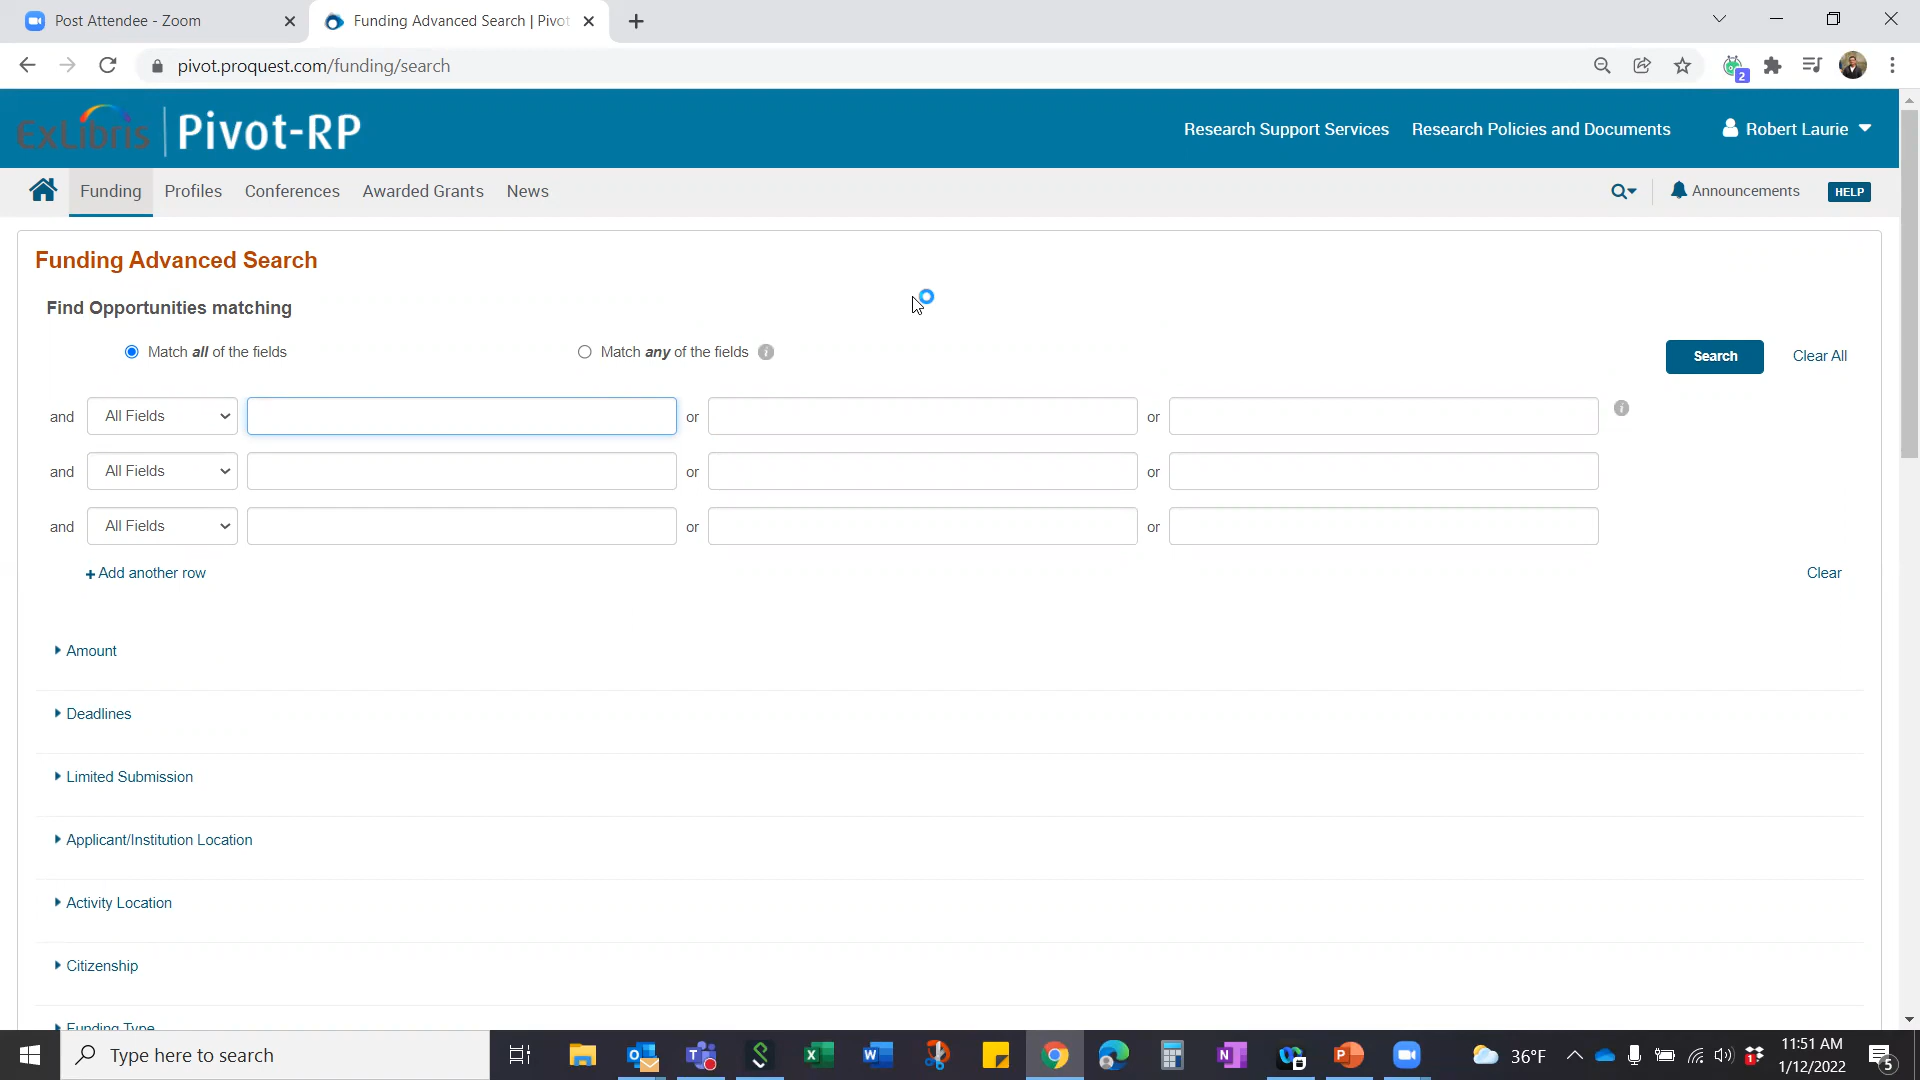 Post Attendee - Zoom
Funding Advanced Search | Pivot
pivot.proquest.com/funding/search
2
ExLibris
Pivot-RP
Research Support Services
Research Policies and Documents
Robert Laurie
Funding
Profiles
Conferences
Awarded Grants
News
Announcements
HELP
Funding Advanced Search
Find Opportunities matching
Match all of the fields
Match any of the fields
Search
Clear All
and All Fields or or
and All Fields or or
and All Fields or or
+ Add another row
Clear
Amount
Deadlines
Limited Submission
Applicant/Institution Location
Activity Location
Citizenship
Funding Type
Type here to search
36°F
11:51 AM
1/12/2022
5